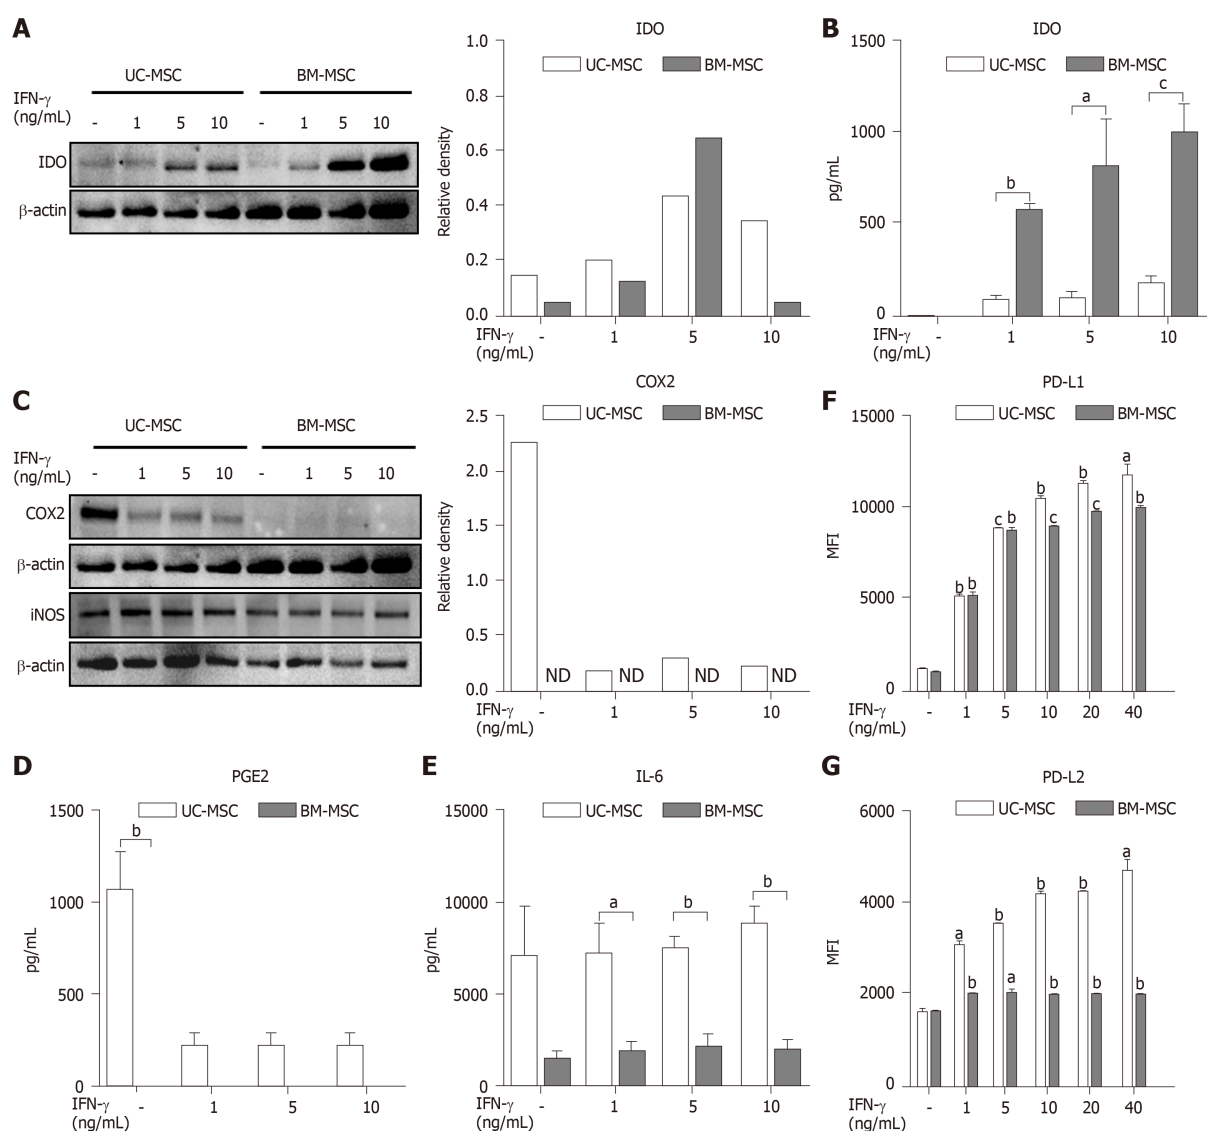 A
UC-MSC BM-MSC
IFN-γ
(ng/mL)
- 1 5 10 - 1 5 10
IDO
β-actin
IDO
UC-MSC BM-MSC
Relative density
1.0
0.8
0.6
0.4
0.2
0.0
IFN-γ
(ng/mL)
- 1 5 10
B
IDO
UC-MSC BM-MSC
pg/mL
1500
1000
500
0
b a c
IFN-γ
(ng/mL)
- 1 5 10
C
UC-MSC BM-MSC
IFN-γ
(ng/mL)
- 1 5 10 - 1 5 10
COX2
β-actin
iNOS
β-actin
COX2
UC-MSC BM-MSC
Relative density
2.5
2.0
1.5
1.0
0.5
0.0
ND ND ND ND
IFN-γ
(ng/mL)
- 1 5 10
F
PD-L1
UC-MSC BM-MSC
MFI
15000
10000
5000
0
b b c b b c b c a b
IFN-γ
(ng/mL)
- 1 5 10 20 40
D
PGE2
UC-MSC BM-MSC
pg/mL
1500
1000
500
0
b
IFN-γ
(ng/mL)
- 1 5 10
E
IL-6
UC-MSC BM-MSC
pg/mL
15000
10000
5000
0
a b b
IFN-γ
(ng/mL)
- 1 5 10
G
PD-L2
UC-MSC BM-MSC
MFI
6000
4000
2000
0
a b b a b b b b a b
IFN-γ
(ng/mL)
- 1 5 10 20 40